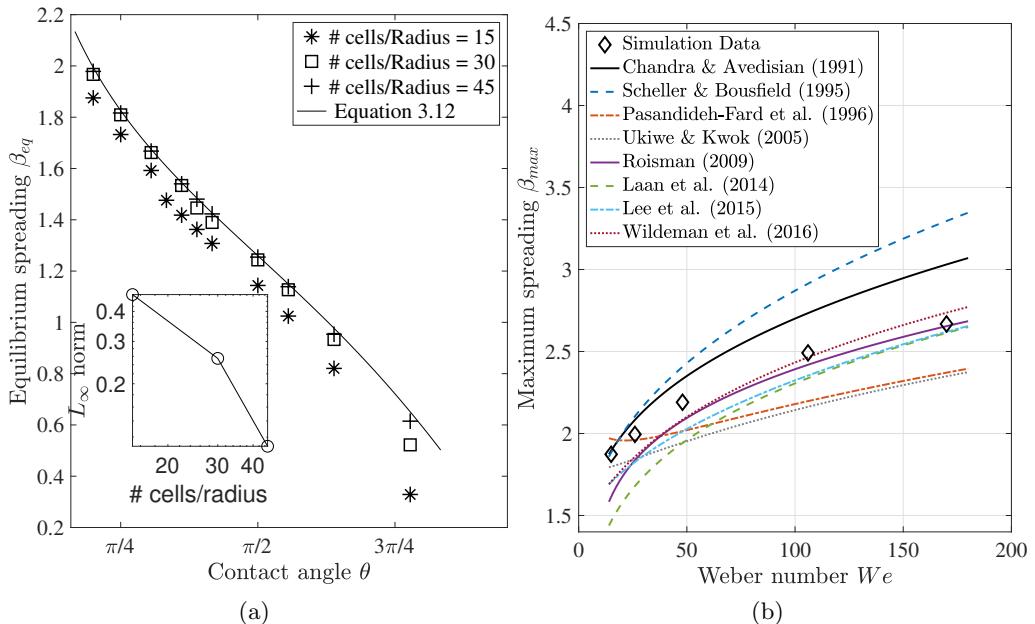 2.2
2
1.8
1.6
1.4
1.2
1
0.8
0.6
0.4
0.2
Equilibrium spreading β_eq
π/4
π/2
3π/4
Contact angle θ
# cells/Radius = 15
# cells/Radius = 30
# cells/Radius = 45
Equation 3.12
0.4
0.3
0.2
L∞ norm
20
30
40
# cells/radius
(a)
4.5
4
3.5
3
2.5
2
1.5
Maximum spreading β_max
0
50
100
150
200
Weber number We
Simulation Data
Chandra & Avedisian (1991)
Scheller & Bousfield (1995)
Pasandideh-Fard et al. (1996)
Ukiwe & Kwok (2005)
Roisman (2009)
Laan et al. (2014)
Lee et al. (2015)
Wildeman et al. (2016)
(b)